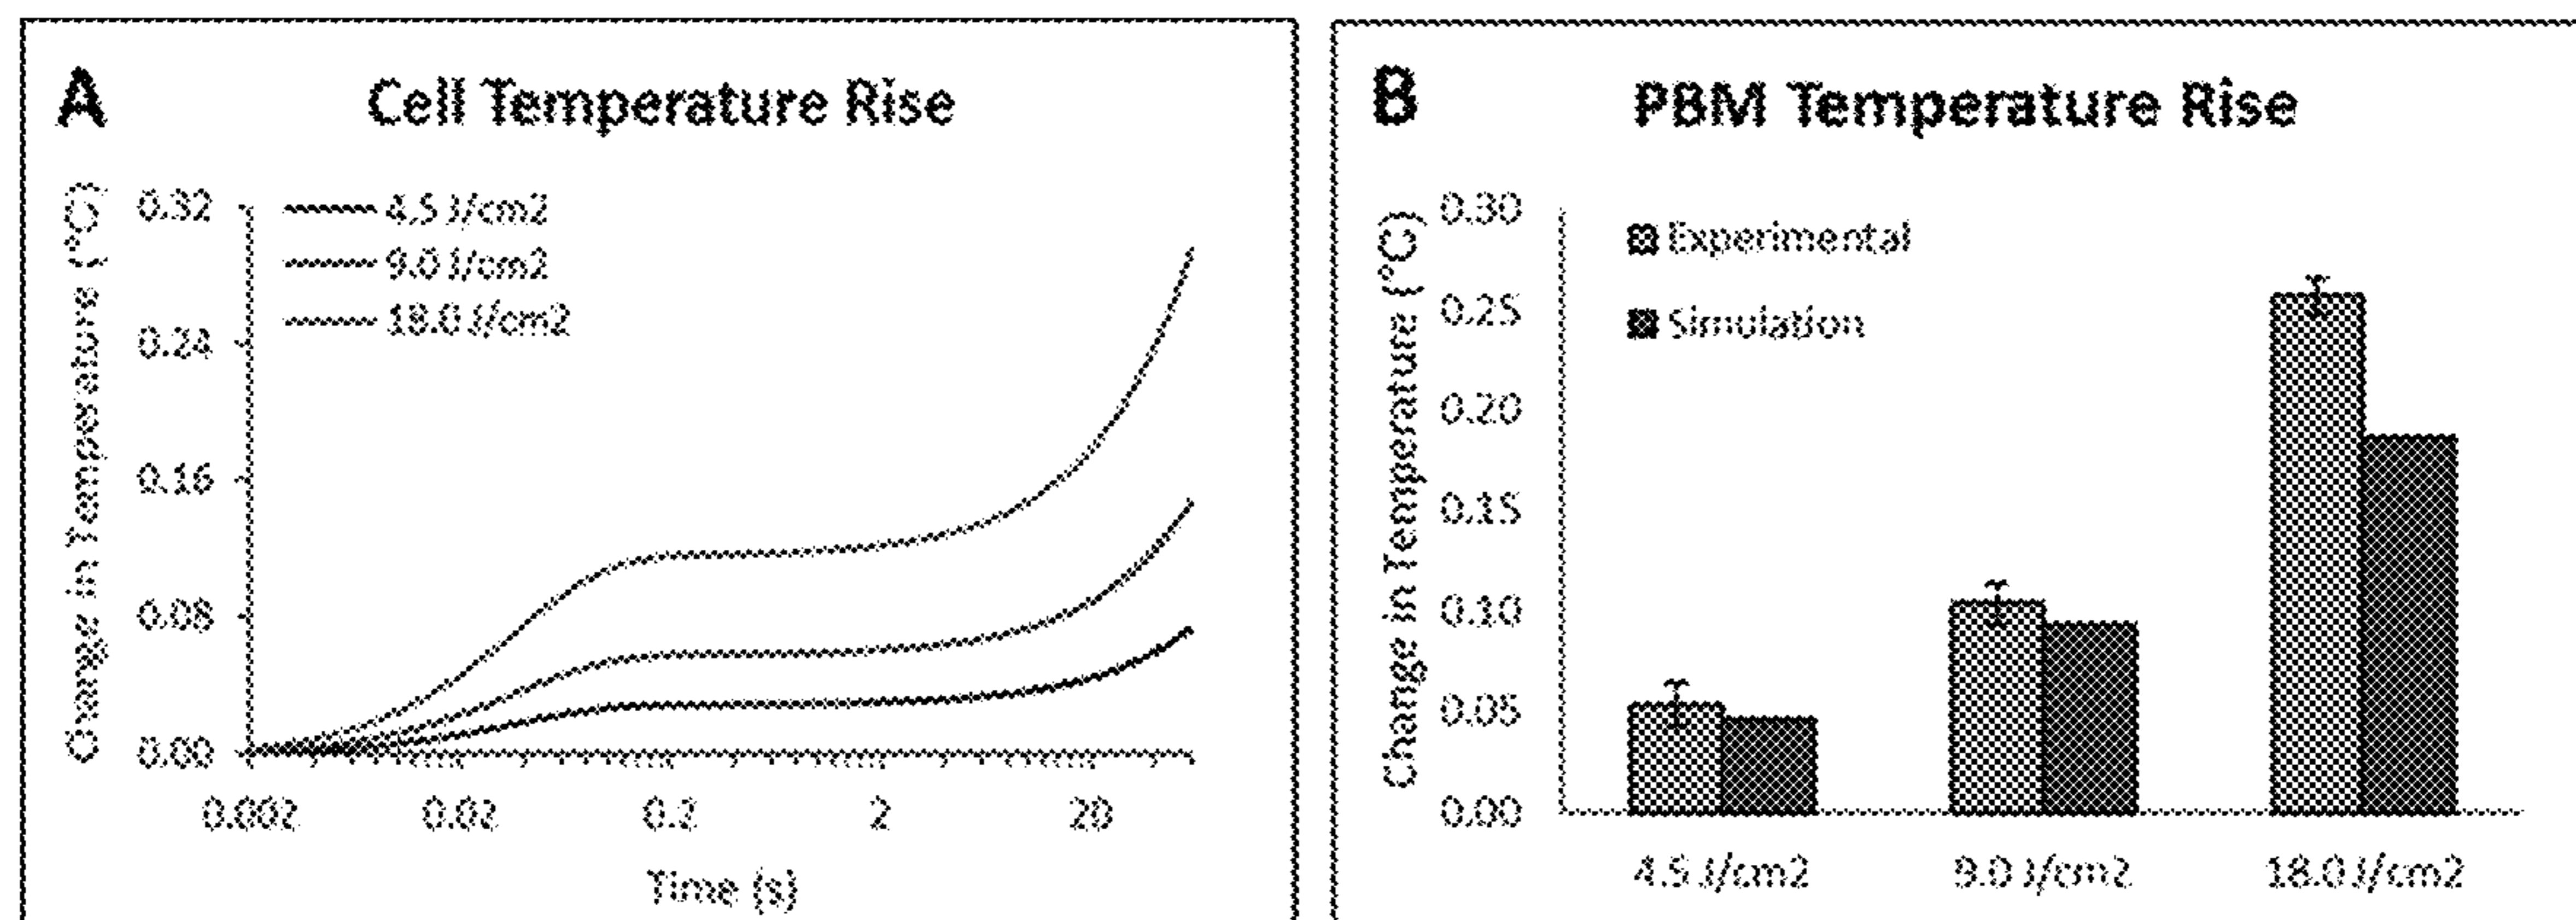 A
Cell Temperature Rise
Change in Temperature (°C)
0.32
0.24
0.16
0.08
0.00
4.5 J/cm2
9.0 J/cm2
18.0 J/cm2
0.002 0.02 0.2 2 20
Time (s)
B
PBM Temperature Rise
Change in Temperature (°C)
0.30
0.25
0.20
0.15
0.10
0.05
0.00
Experimental
Simulation
4.5 J/cm2 9.0 J/cm2 18.0 J/cm2